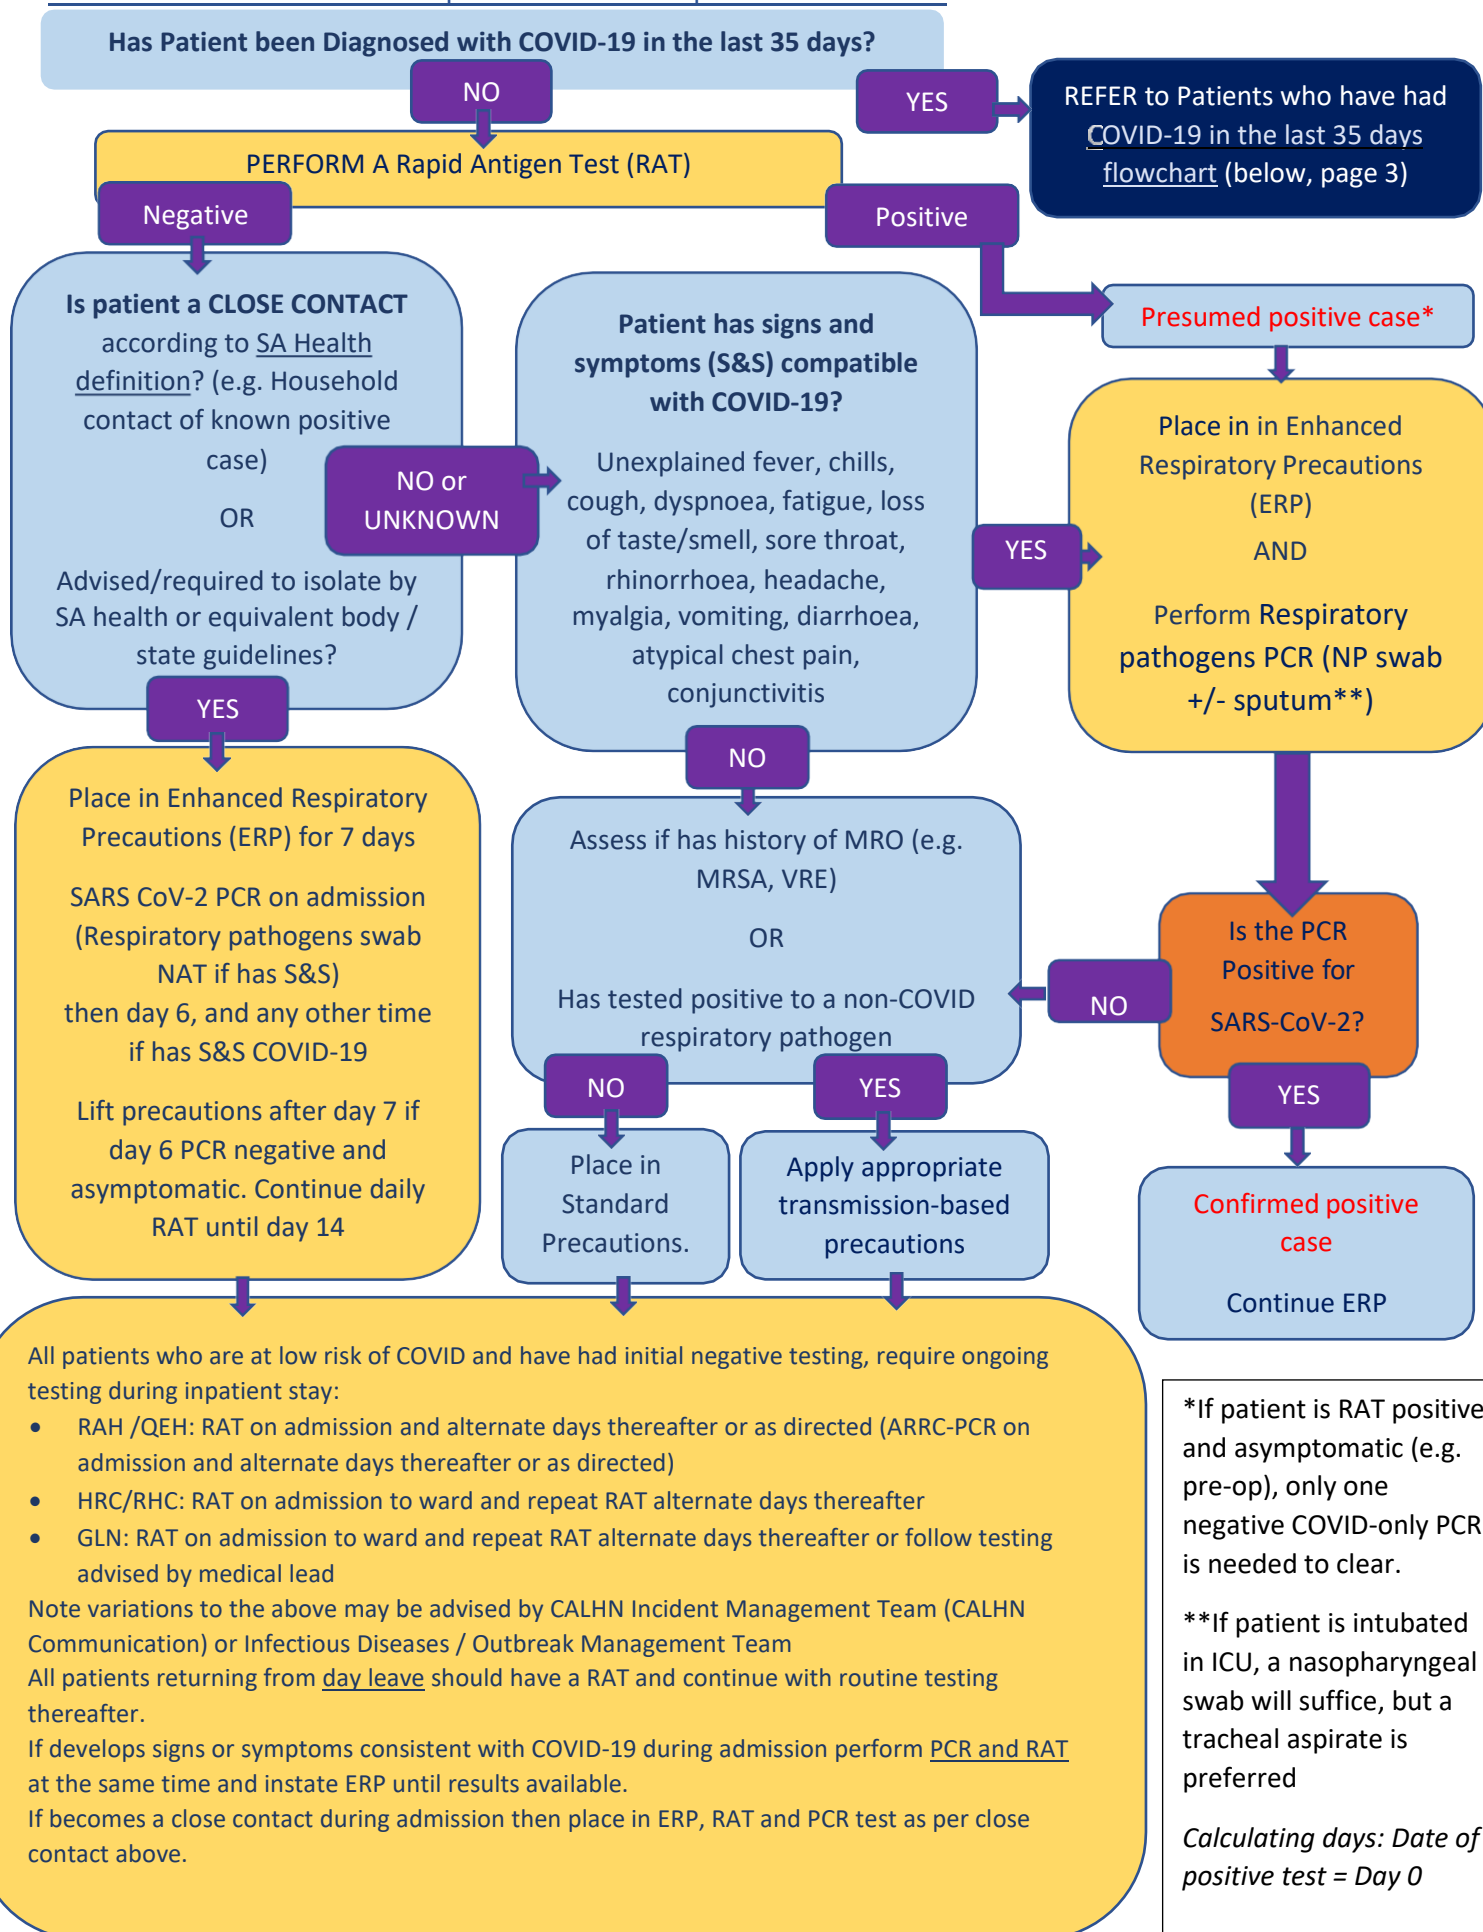 Has Patient been Diagnosed with COVID-19 in the last 35 days?
NO
YES
REFER to Patients who have had
COVID-19 in the last 35 days
flowchart (below, page 3)
PERFORM A Rapid Antigen Test (RAT)
Negative
Positive
Is patient a CLOSE CONTACT
according to SA Health
definition? (e.g. Household
contact of known positive
case)
OR
Advised/required to isolate by
SA health or equivalent body /
state guidelines?
NO or
UNKNOWN
YES
Patient has signs and
symptoms (S&S) compatible
with COVID-19?
Unexplained fever, chills,
cough, dyspnoea, fatigue, loss
of taste/smell, sore throat,
rhinorrhoea, headache,
myalgia, vomiting, diarrhoea,
atypical chest pain,
conjunctivitis
YES
NO
Presumed positive case*
Place in in Enhanced
Respiratory Precautions
(ERP)
AND
Perform Respiratory
pathogens PCR (NP swab
+/- sputum**)
Place in Enhanced Respiratory
Precautions (ERP) for 7 days
SARS CoV-2 PCR on admission
(Respiratory pathogens swab
NAT if has S&S)
then day 6, and any other time
if has S&S COVID-19
Lift precautions after day 7 if
day 6 PCR negative and
asymptomatic. Continue daily
RAT until day 14
Assess if has history of MRO (e.g.
MRSA, VRE)
OR
Has tested positive to a non-COVID
respiratory pathogen
NO
YES
Is the PCR
Positive for
SARS-CoV-2?
NO
YES
Place in
Standard
Precautions.
Apply appropriate
transmission-based
precautions
Confirmed positive
case
Continue ERP
All patients who are at low risk of COVID and have had initial negative testing, require ongoing
testing during inpatient stay:
• RAH /QEH: RAT on admission and alternate days thereafter or as directed (ARRC-PCR on
admission and alternate days thereafter or as directed)
• HRC/RHC: RAT on admission to ward and repeat RAT alternate days thereafter
• GLN: RAT on admission to ward and repeat RAT alternate days thereafter or follow testing
advised by medical lead
Note variations to the above may be advised by CALHN Incident Management Team (CALHN
Communication) or Infectious Diseases / Outbreak Management Team
All patients returning from day leave should have a RAT and continue with routine testing
thereafter.
If develops signs or symptoms consistent with COVID-19 during admission perform PCR and RAT
at the same time and instate ERP until results available.
If becomes a close contact during admission then place in ERP, RAT and PCR test as per close
contact above.
*If patient is RAT positive
and asymptomatic (e.g.
pre-op), only one
negative COVID-only PCR
is needed to clear.
**If patient is intubated
in ICU, a nasopharyngeal
swab will suffice, but a
tracheal aspirate is
preferred
Calculating days: Date of
positive test = Day 0